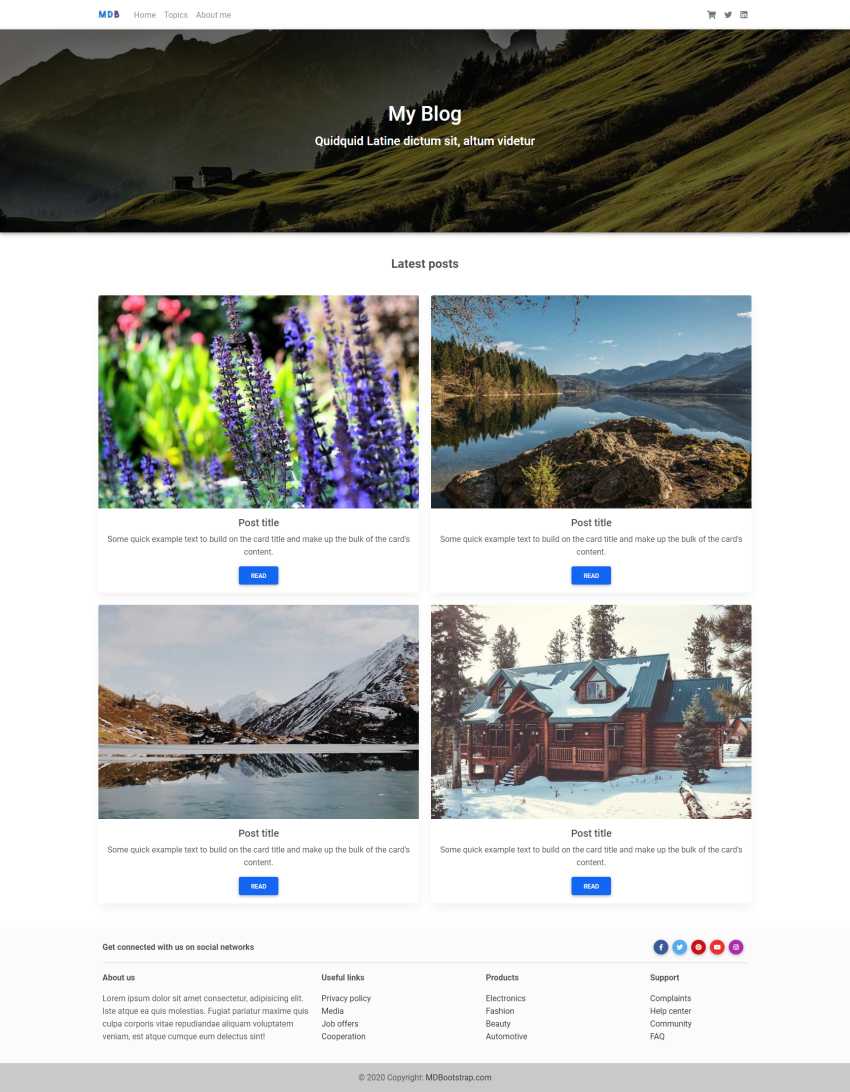 MDB Home Topics About me
My Blog
Quidquid Latine dictum sit, altum videtur
Latest posts
Post title
Some quick example text to build on the card title and make up the bulk of the card's
content.
READ
Post title
Some quick example text to build on the card title and make up the bulk of the card's
content.
READ
Post title
Some quick example text to build on the card title and make up the bulk of the card's
content.
READ
Post title
Some quick example text to build on the card title and make up the bulk of the card's
content.
READ
Get connected with us on social networks
About us
Lorem ipsum dolor sit amet consectetur, adipisicing elit.
Iste atque ea quis molestias. Fugiat pariatur maxime quis
culpa corporis vitae repudiandae aliquam voluptatem
veniam, est atque cumque eum delectus sint!
Useful links
Privacy policy
Media
Job offers
Cooperation
Products
Electronics
Fashion
Beauty
Automotive
Support
Complaints
Help center
Community
FAQ
© 2020 Copyright: MDBootstrap.com